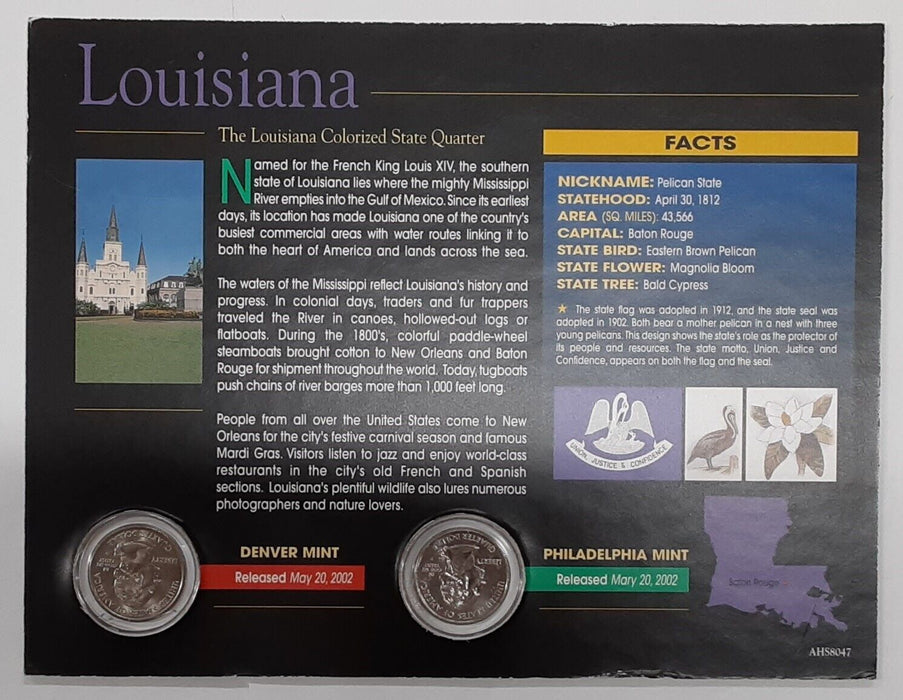 Louisiana
The Louisiana Colorized State Quarter
Named for the French King Louis XIV, the southern
state of Louisiana lies where the mighty Mississippi
River empties into the Gulf of Mexico. Since its earliest
days, its location has made Louisiana one of the country's
busiest commercial areas with water routes linking it to
both the heart of America and lands across the sea.
The waters of the Mississippi reflect Louisiana's history and
progress. In colonial days, traders and fur trappers
traveled the River in canoes, hollowed-out logs or
flatboats. During the 1800's, colorful paddle-wheel
steamboats brought cotton to New Orleans and Baton
Rouge for shipment throughout the world. Today, tugboats
push chains of river barges more than 1,000 feet long.
People from all over the United States come to New
Orleans for the city's festive carnival season and famous
Mardi Gras. Visitors listen to jazz and enjoy world-class
restaurants in the city's old French and Spanish
sections. Louisiana's plentiful wildlife also lures numerous
photographers and nature lovers.
FACTS
NICKNAME: Pelican State
STATEHOOD: April 30, 1812
AREA (SQ. MILES): 43,566
CAPITAL: Baton Rouge
STATE BIRD: Eastern Brown Pelican
STATE FLOWER: Magnolia Bloom
STATE TREE: Bald Cypress
★ The state flag was adopted in 1912, and the state seal was
adopted in 1902. Both bear a mother pelican in a nest with three
young pelicans. This design shows the state's role as the protector of
its people and resources. The state motto, Union, Justice and
Confidence, appears on both the flag and the seal.
UNION, JUSTICE & CONFIDENCE
DENVER MINT
Released May 20, 2002
PHILADELPHIA MINT
Released Mary 20, 2002
Baton Rouge
AHS8047
UNITED STATES OF AMERICA
LIBERTY
QUARTER DOLLAR